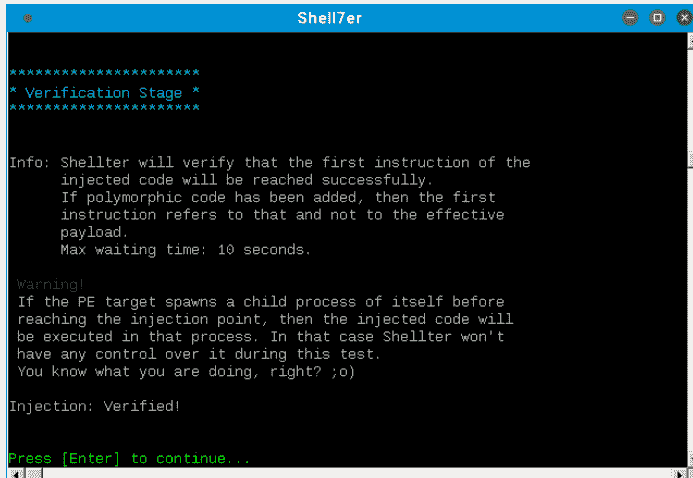 Shell7er
**********************
* Verification Stage *
**********************
Info: Shellter will verify that the first instruction of the
injected code will be reached successfully.
If polymorphic code has been added, then the first
instruction refers to that and not to the effective
payload.
Max waiting time: 10 seconds.
Warning!
If the PE target spawns a child process of itself before
reaching the injection point, then the injected code will
be executed in that process. In that case Shellter won't
have any control over it during this test.
You know what you are doing, right? ;o)
Injection: Verified!
Press [Enter] to continue...